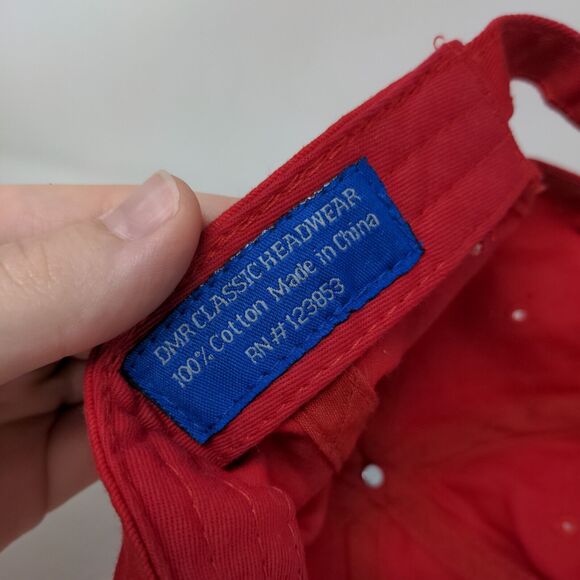 DMR CLASSIC HEADWEAR
100% Cotton Made in China
RN# 123853